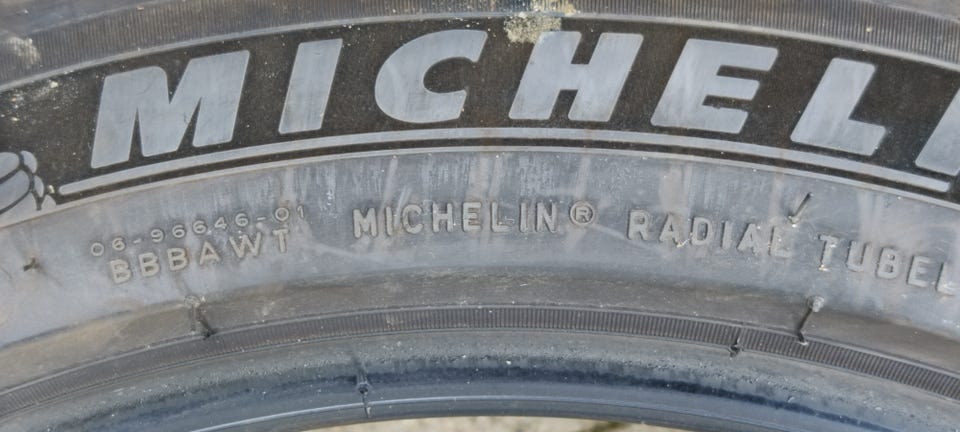 MICHEL
06-96646-01
BBBAWT
MICHELIN® RADIAL TUBEL